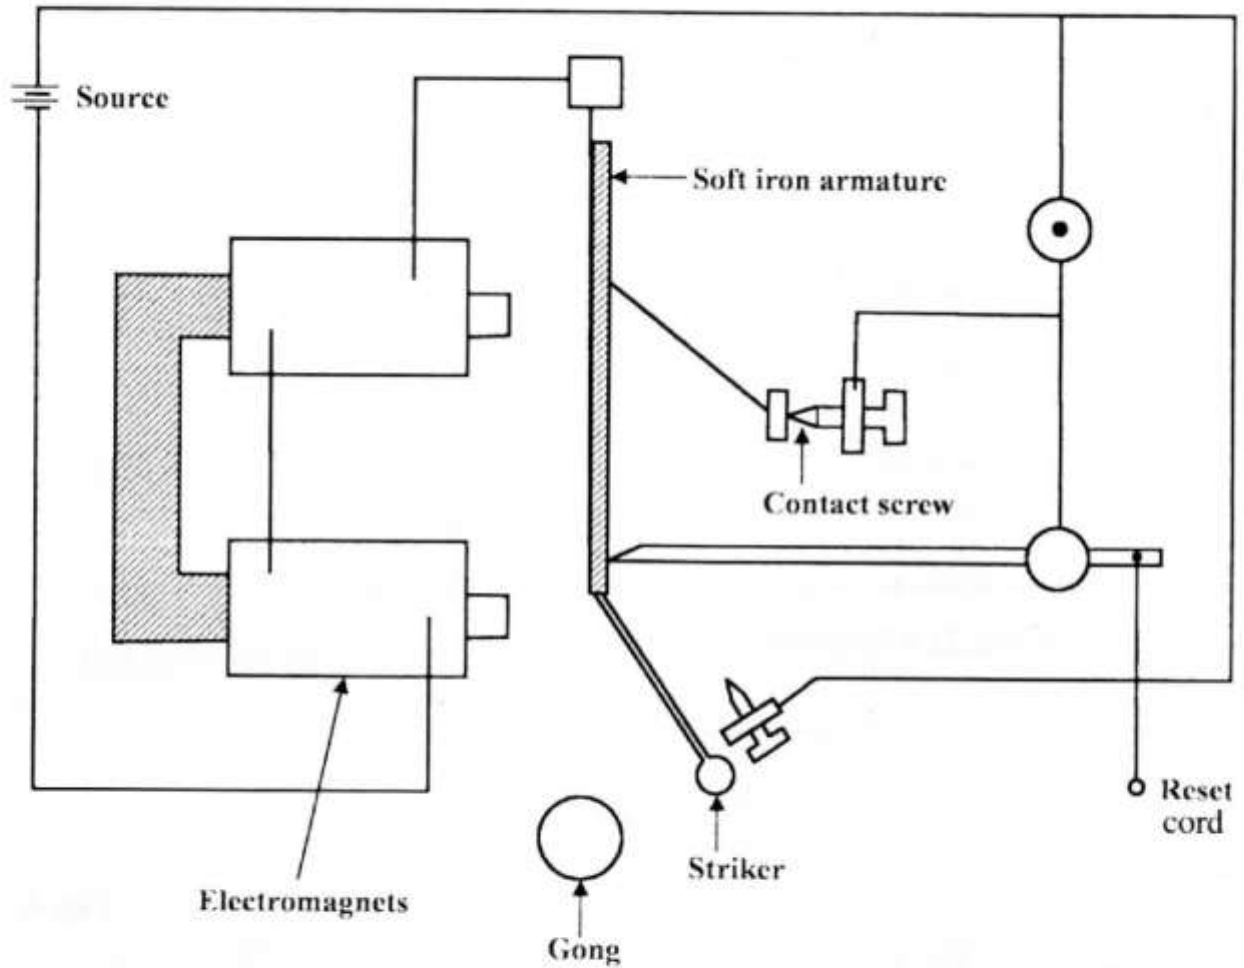 Source
Soft iron armature
Contact screw
Reset
cord
Striker
Electromagnets
Gong